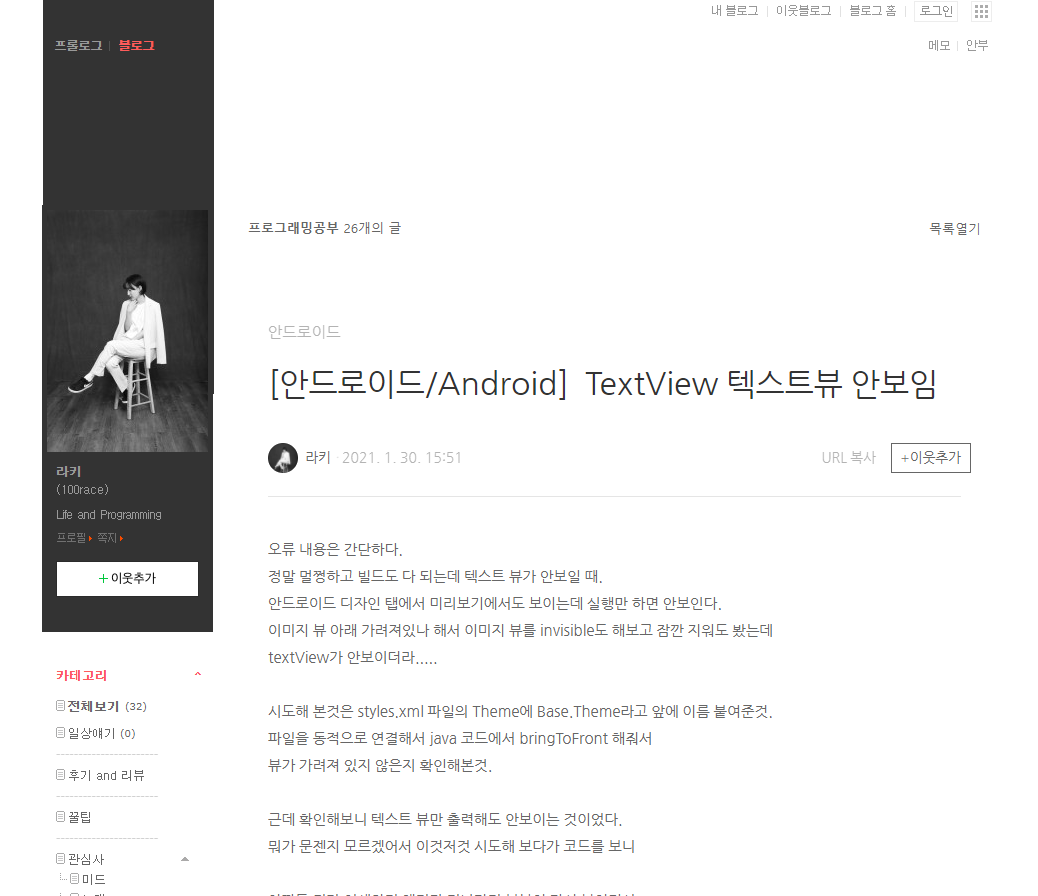 내 블로그 이웃블로그 블로그 홈 로그인
프롤로그 블로그
메모 안부
프로그래밍공부 26개의 글 목록열기
안드로이드
[안드로이드/Android] TextView 텍스트뷰 안보임
라키 · 2021. 1. 30. 15:51
URL 복사 +이웃추가
라키
(100race)
Life and Programming
프로필 쪽지
+ 이웃추가
카테고리
전체보기 (32)
일상얘기 (0)
후기 and 리뷰
꿀팁
관심사
미드
오류 내용은 간단하다.
정말 멀쩡하고 빌드도 다 되는데 텍스트 뷰가 안보일 때.
안드로이드 디자인 탭에서 미리보기에서도 보이는데 실행만 하면 안보인다.
이미지 뷰 아래 가려져있나 해서 이미지 뷰를 invisible도 해보고 잠깐 지워도 봤는데
textView가 안보이더라.....
시도해 본것은 styles.xml 파일의 Theme에 Base.Theme라고 앞에 이름 붙여준것.
파일을 동적으로 연결해서 java 코드에서 bringToFront 해줘서
뷰가 가려져 있지 않은지 확인해본것.
근데 확인해보니 텍스트 뷰만 출력해도 안보이는 것이었다.
뭐가 문젠지 모르겠어서 이것저것 시도해 보다가 코드를 보니